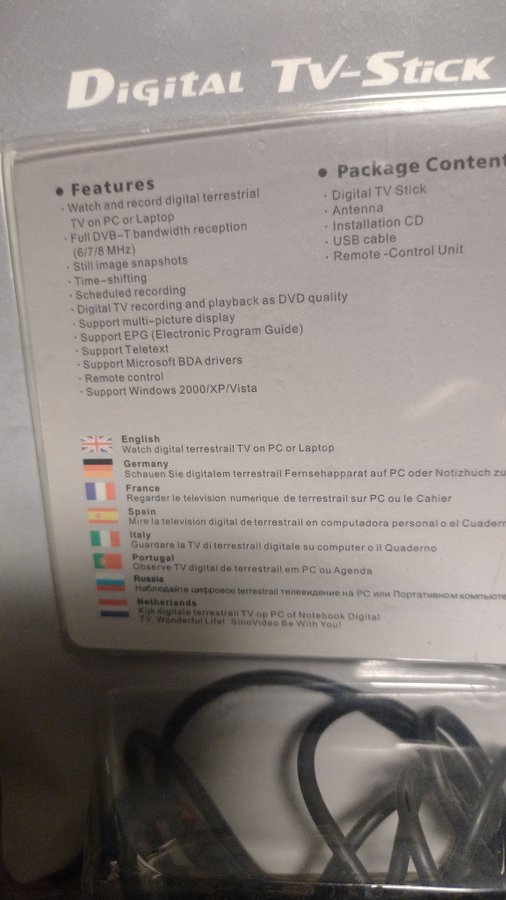 DIGITAL TV-STICK
• Features
· Watch and record digital terrestrial
TV on PC or Laptop
· Full DVB-T bandwidth reception
(6/7/8 MHz)
· Still image snapshots
· Time-shifting
· Scheduled recording
· Digital TV recording and playback as DVD quality
· Support multi-picture display
· Support EPG (Electronic Program Guide)
· Support Teletext
· Support Microsoft BDA drivers
· Remote control
· Support Windows 2000/XP/Vista
• Package Conten
· Digital TV Stick
· Antenna
· Installation CD
· USB cable
· Remote -Control Unit
English
Watch digital terrestrail TV on PC or Laptop
Germany
Schauen Sie digitalem terrestrail Fernsehapparat auf PC oder Notizhuch zu
France
Regarder le television numérique de terrestrail sur PC ou le Cahier
Spain
Mire la televisión digital de terrestrail en computadora personal o el Cuadern
Italy
Guardare la TV di terrestrail digitale su computer o il Quaderno
Portugal
Observe TV digital de terrestrail em PC ou Agenda
Russia
Наблюдайте цифровое terrestrail телевидение на PC или Портативном компьюте
Netherlands
Kijk digitale terrestrail TV op PC of Notebook Digital
TV, Wonderful Life! SinoVideo Be With You!